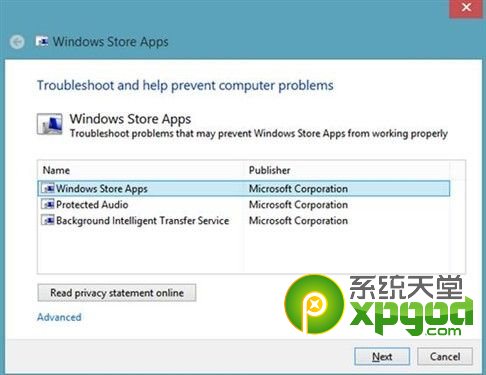 Windows Store Apps
Troubleshoot and help prevent computer problems
Windows Store Apps
Troubleshoot problems that may prevent Windows Store Apps from working properly
Name Publisher
Windows Store Apps Microsoft Corporation
Protected Audio Microsoft Corporation
Background Intelligent Transfer Service Microsoft Corporation
Read privacy statement online
Advanced
系统天堂
xpgod
.com
Next Cancel